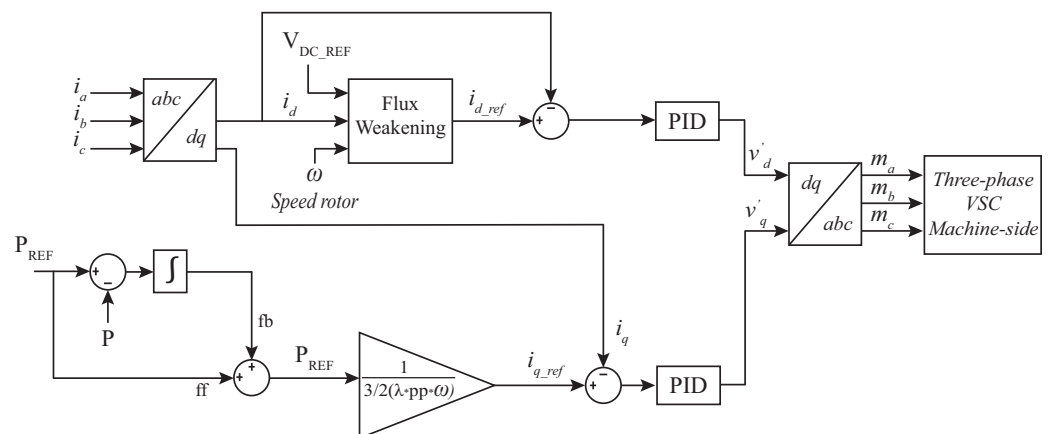 V_DC_REF
i_a
i_b
i_c
abc
dq
i_d
Flux
Weakening
ω
Speed rotor
i_d_ref
+
−
PID
v'_d
v'_q
dq
abc
m_a
m_b
m_c
Three-phase
VSC
Machine-side
P_REF
+
−
P
∫
fb
ff
+
+
P_REF
1
3/2(λ*pp*ω)
i_q_ref
i_q
+
−
PID